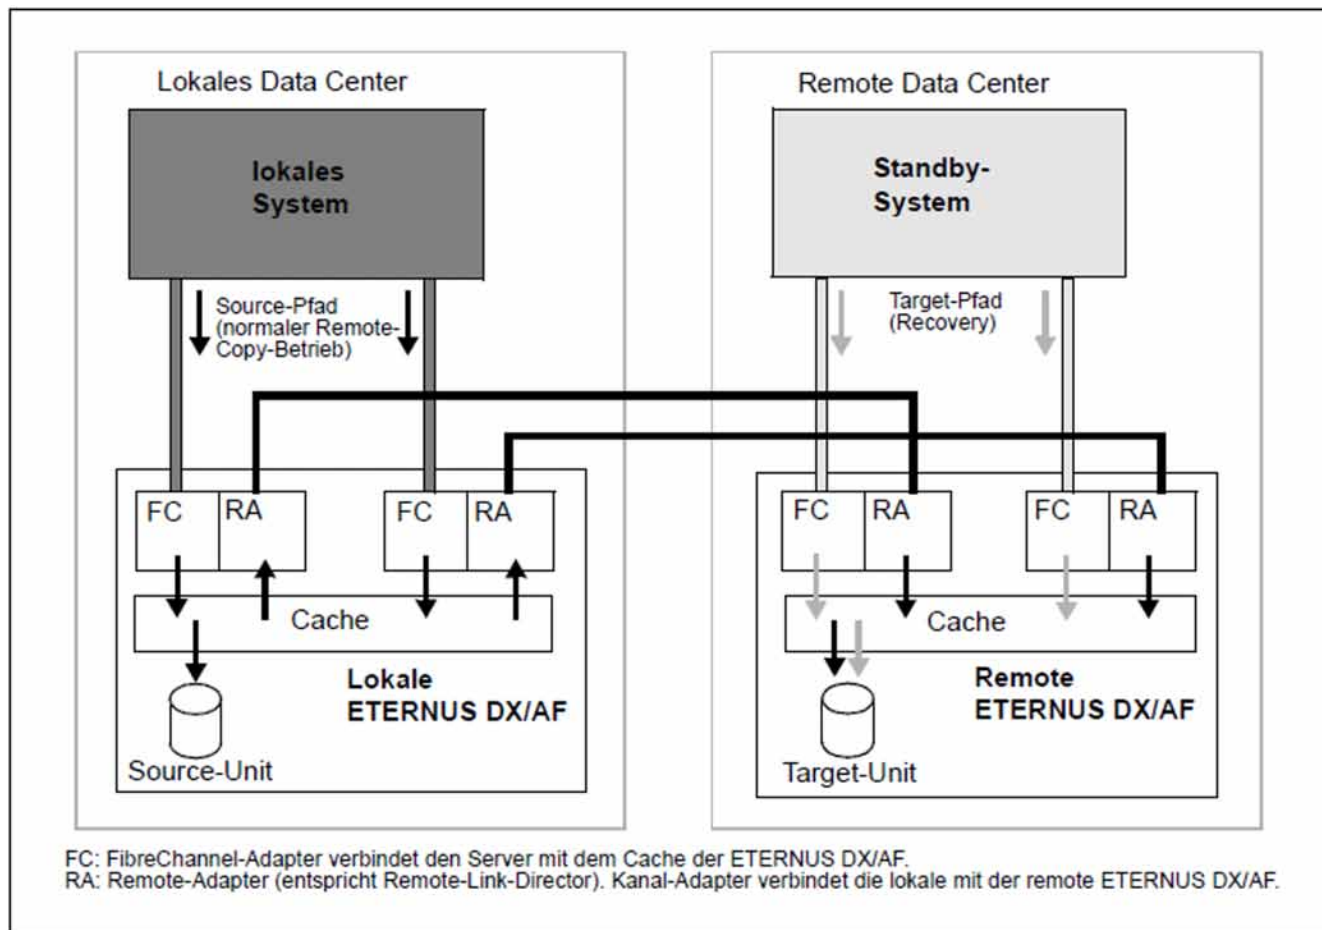 Lokales Data Center
lokales
System
Source-Pfad
(normaler Remote-
Copy-Betrieb)
FC
RA
FC
RA
Cache
Lokale
ETERNUS DX/AF
Source-Unit
Remote Data Center
Standby-
System
Target-Pfad
(Recovery)
FC
RA
FC
RA
Cache
Remote
ETERNUS DX/AF
Target-Unit
FC: FibreChannel-Adapter verbindet den Server mit dem Cache der ETERNUS DX/AF.
RA: Remote-Adapter (entspricht Remote-Link-Director). Kanal-Adapter verbindet die lokale mit der remote ETERNUS DX/AF.